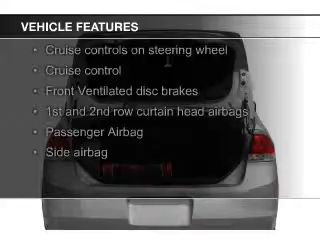 VEHICLE FEATURES
• Cruise controls on steering wheel
• Cruise control
• Front Ventilated disc brakes
• 1st and 2nd row curtain head airbags
• Passenger Airbag
• Side airbag